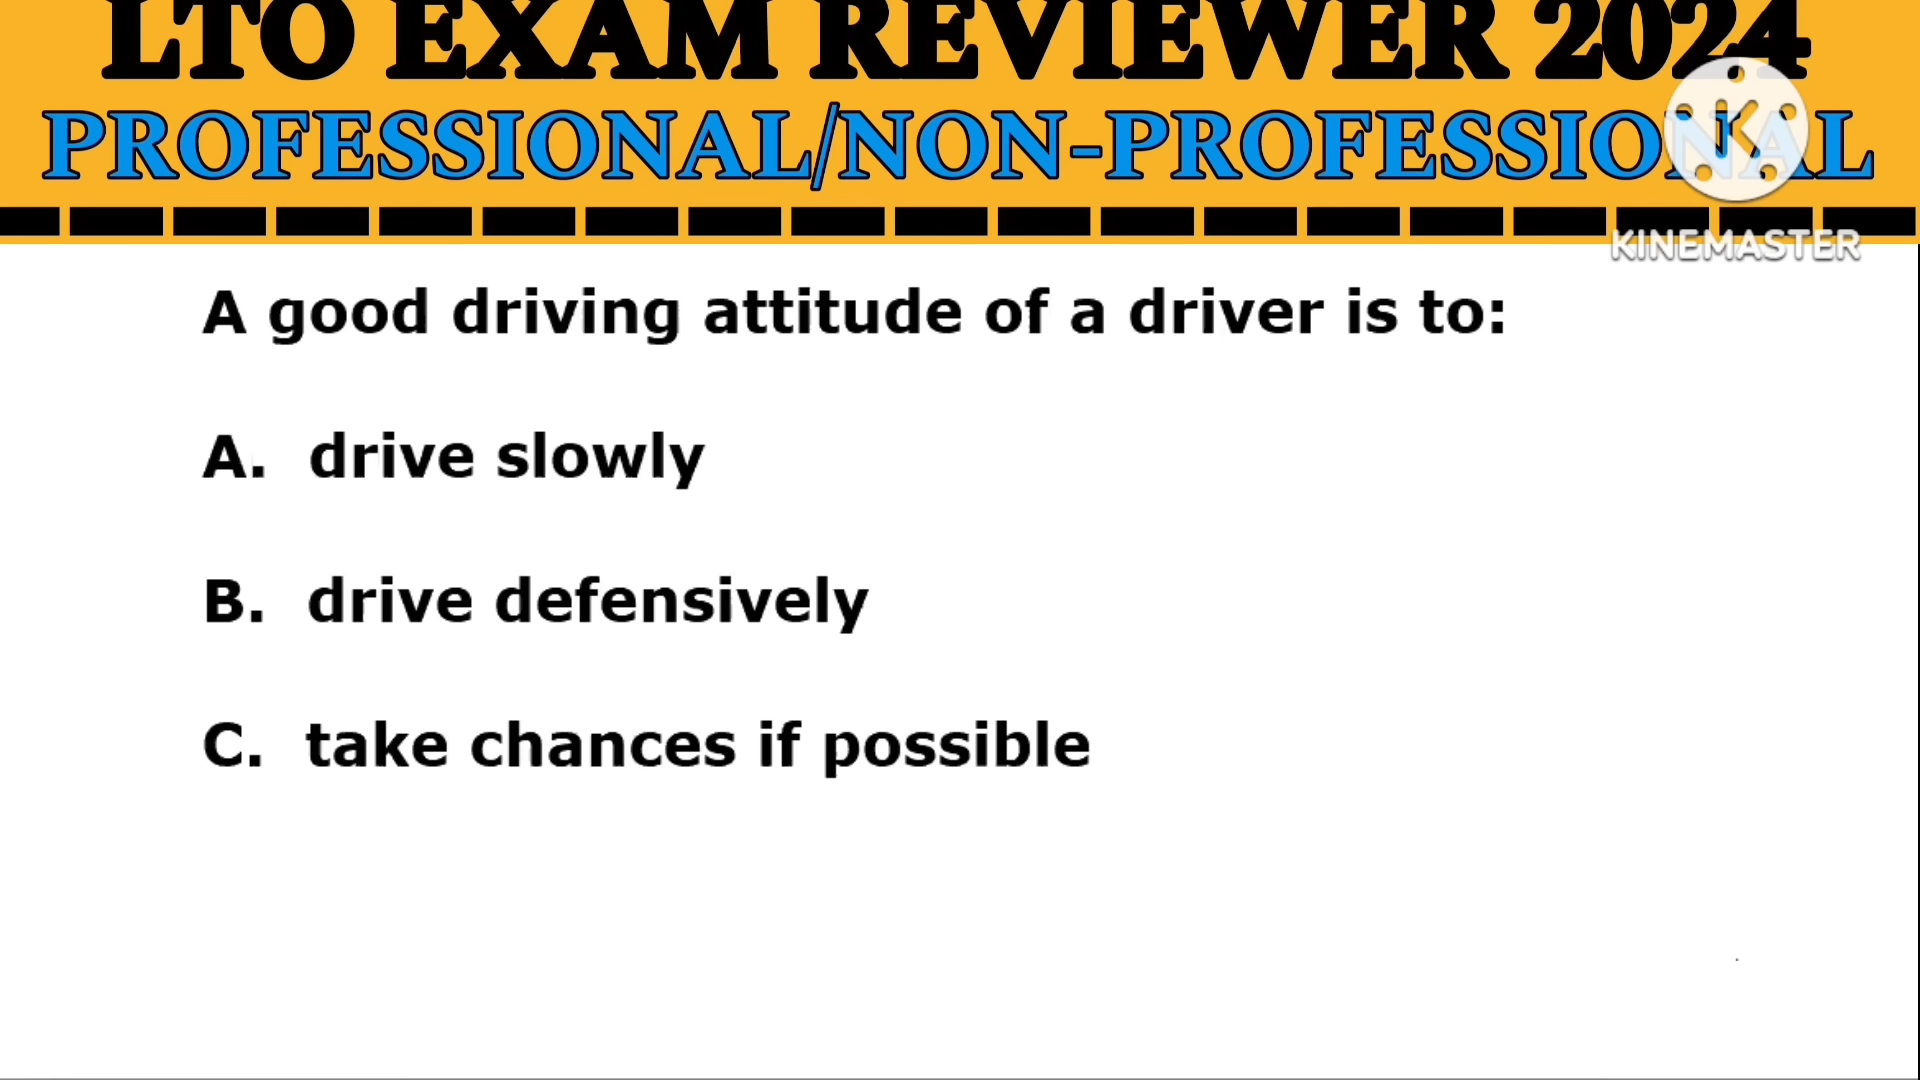 LTO EXAM REVIEWER 2024
PROFESSIONAL/NON-PROFESSIONAL
KINEMASTER
A good driving attitude of a driver is to:
A. drive slowly
B. drive defensively
C. take chances if possible